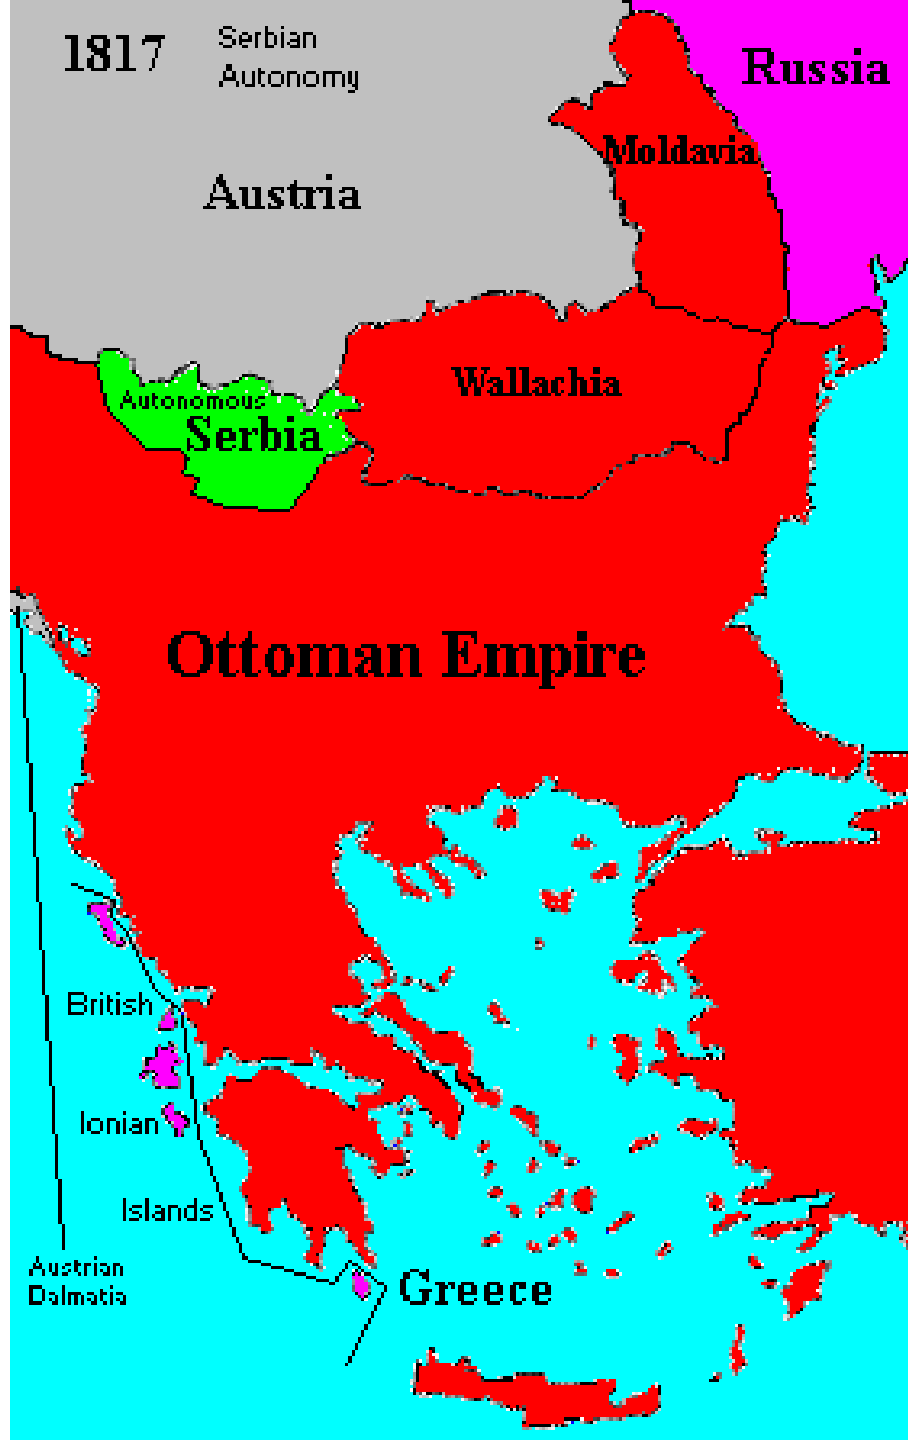 1817
Serbian
Autonomy
Russia
Moldavia
Austria
Wallachia
Autonomous
Serbia
Ottoman Empire
British
Ionian
Islands
Austrian
Dalmatia
Greece